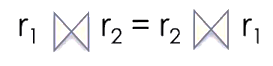 r₁ ⋈ r₂ = r₂ ⋈ r₁